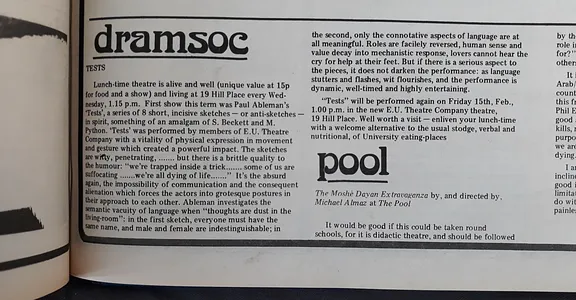 dramsoc
TESTS
Lunch-time theatre is alive and well (unique value at 15p
for food and a show) and living at 19 Hill Place every Wed-
nesday, 1.15 p.m. First show this term was Paul Ableman's
'Tests', a series of 8 short, incisive sketches — or anti-sketches —
in spirit, something of an amalgam of S. Beckett and M.
Python. 'Tests' was performed by members of E.U. Theatre
Company with a vitality of physical expression in movement
and gesture which created a powerful impact. The sketches
are witty, penetrating, ....... but there is a brittle quality to
the humour: "we're trapped inside a trick.......some of us are
suffocating ......we're all dying of life......." It's the absurd
again, the impossibility of communication and the consequent
alienation which forces the actors into grotesque postures in
their approach to each other. Ableman investigates the
semantic vacuity of language when "thoughts are dust in the
living-room": in the first sketch, everyone must have the
same name, and male and female are indestinguishable; in
the second, only the connotative aspects of language are at
all meaningful. Roles are facilely reversed, human sense and
value decay into mechanistic response, lovers cannot hear the
cry for help at their feet. But if there is a serious aspect to
the pieces, it does not darken the performance: as language
stutters and flashes, wit flourishes, and the performance is
dynamic, well-timed and highly entertaining.
"Tests" will be performed again on Friday 15th, Feb.,
1.00 p.m. in the new E.U. Theatre Company theatre,
19 Hill Place. Well worth a visit — enliven your lunch-time
with a welcome alternative to the usual stodge, verbal and
nutritional, of University eating-places
pool
The Moshé Dayan Extravaganza by, and directed by,
Michael Almaz at The Pool
It would be good if this could be taken round
schools, for it is didactic theatre, and should be followed